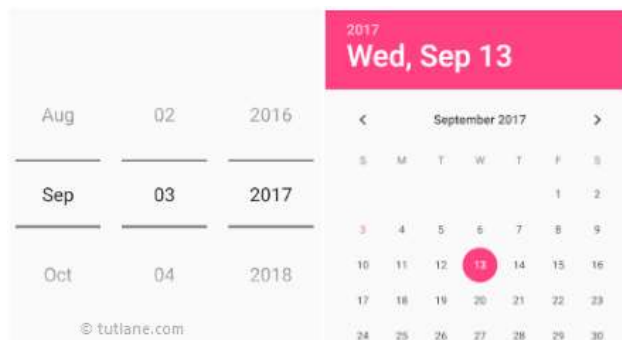 Aug 02 2016
Sep 03 2017
Oct 04 2018
© tutlane.com
2017
Wed, Sep 13
< September 2017 >
S M T W T F S
1 2
3 4 5 6 7 8 9
10 11 12 13 14 15 16
17 18 19 20 21 22 23
24 25 26 27 28 29 30